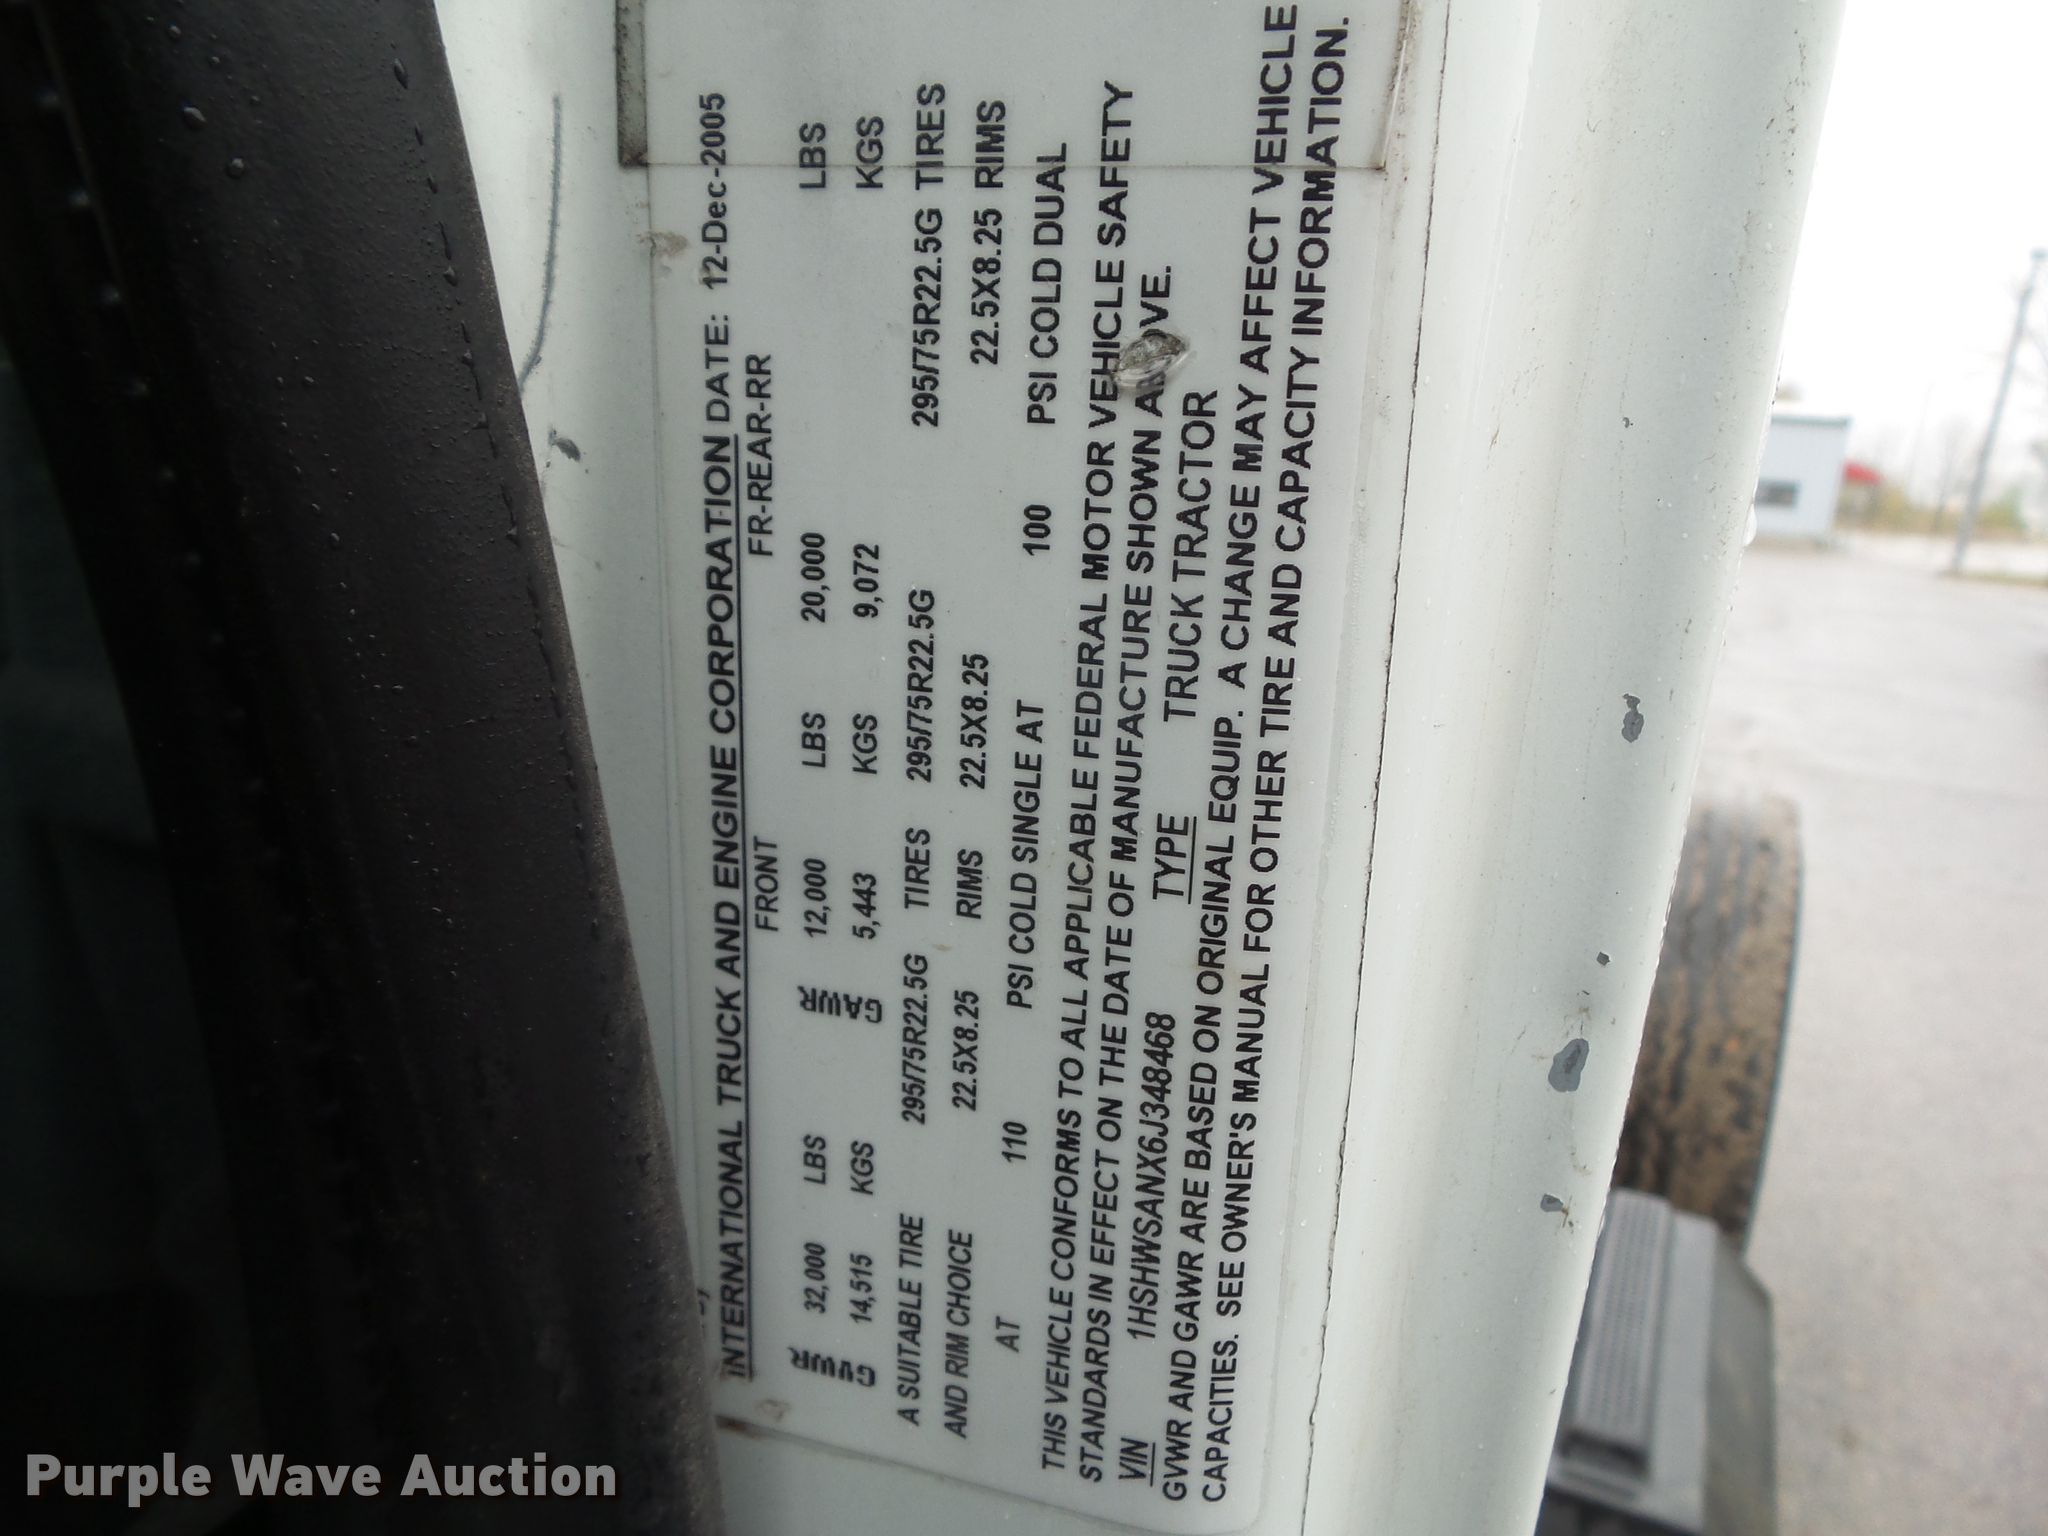 INTERNATIONAL TRUCK AND ENGINE CORPORATION DATE: 12-Dec-2005
FRONT FR-REAR-RR
GVWR 32,000 LBS GAWR 12,000 LBS 20,000 LBS
14,515 KGS 5,443 KGS 9,072 KGS
A SUITABLE TIRE 295/75R22.5G TIRES 295/75R22.5G 295/75R22.5G TIRES
AND RIM CHOICE 22.5X8.25 RIMS 22.5X8.25 22.5X8.25 RIMS
AT 110 PSI COLD SINGLE AT 100 PSI COLD DUAL
THIS VEHICLE CONFORMS TO ALL APPLICABLE FEDERAL MOTOR VEHICLE SAFETY
STANDARDS IN EFFECT ON THE DATE OF MANUFACTURE SHOWN ABOVE.
VIN 1HSHWSANX6J348468 TYPE TRUCK TRACTOR
GVWR AND GAWR ARE BASED ON ORIGINAL EQUIP. A CHANGE MAY AFFECT VEHICLE
CAPACITIES. SEE OWNER'S MANUAL FOR OTHER TIRE AND CAPACITY INFORMATION.
Purple Wave Auction